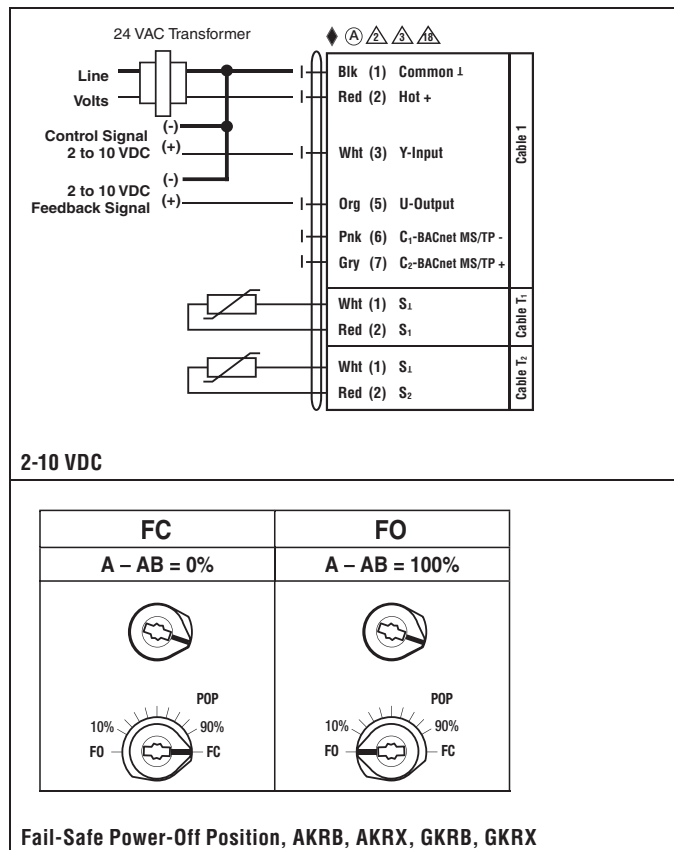 24 VAC Transformer
A 2 3 18
Line
Volts
Control Signal
2 to 10 VDC
(-)
(+)
2 to 10 VDC
Feedback Signal
(-)
(+)
Blk (1) Common ⊥
Red (2) Hot +
Wht (3) Y-Input
Org (5) U-Output
Pnk (6) C₁-BACnet MS/TP -
Gry (7) C₂-BACnet MS/TP +
Cable 1
Wht (1) S⊥
Red (2) S₁
Cable T₁
Wht (1) S⊥
Red (2) S₂
Cable T₂
2-10 VDC
FC
FO
A – AB = 0%
A – AB = 100%
POP
10%
90%
FO
FC
POP
10%
90%
FO
FC
Fail-Safe Power-Off Position, AKRB, AKRX, GKRB, GKRX